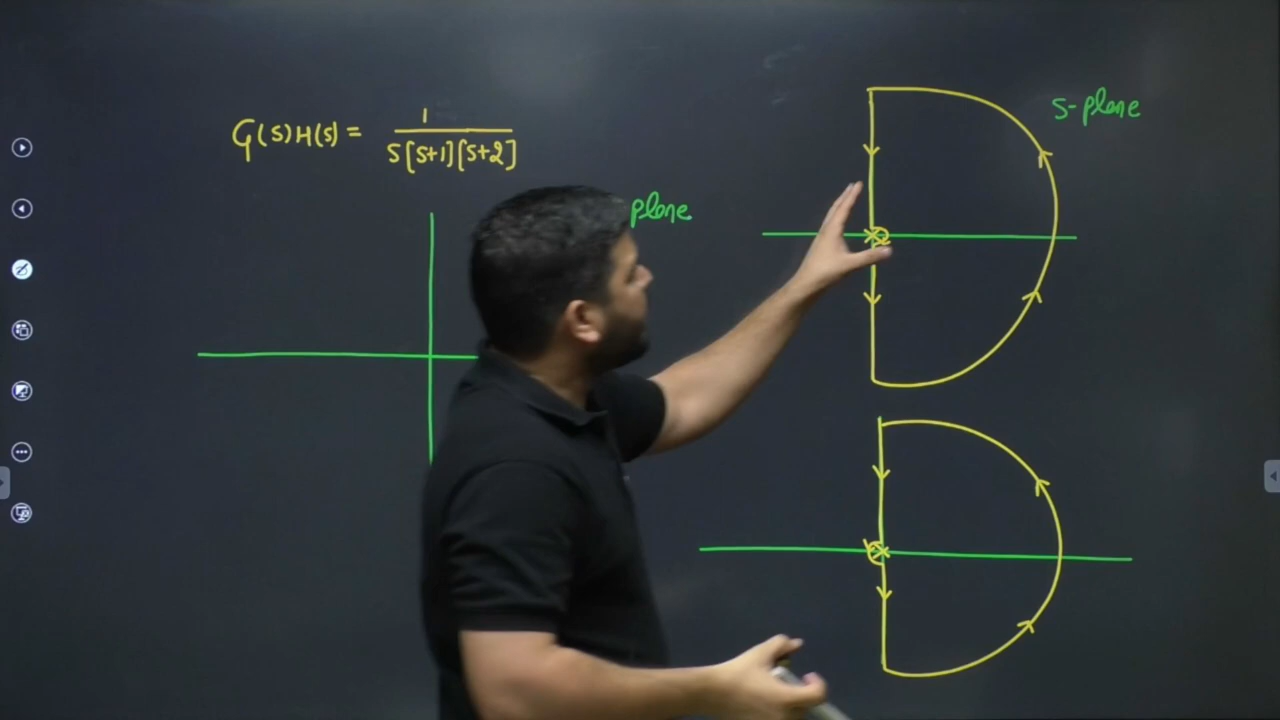 G(s)H(s) = 1 / s[s+1][s+2]
plane
s-plane